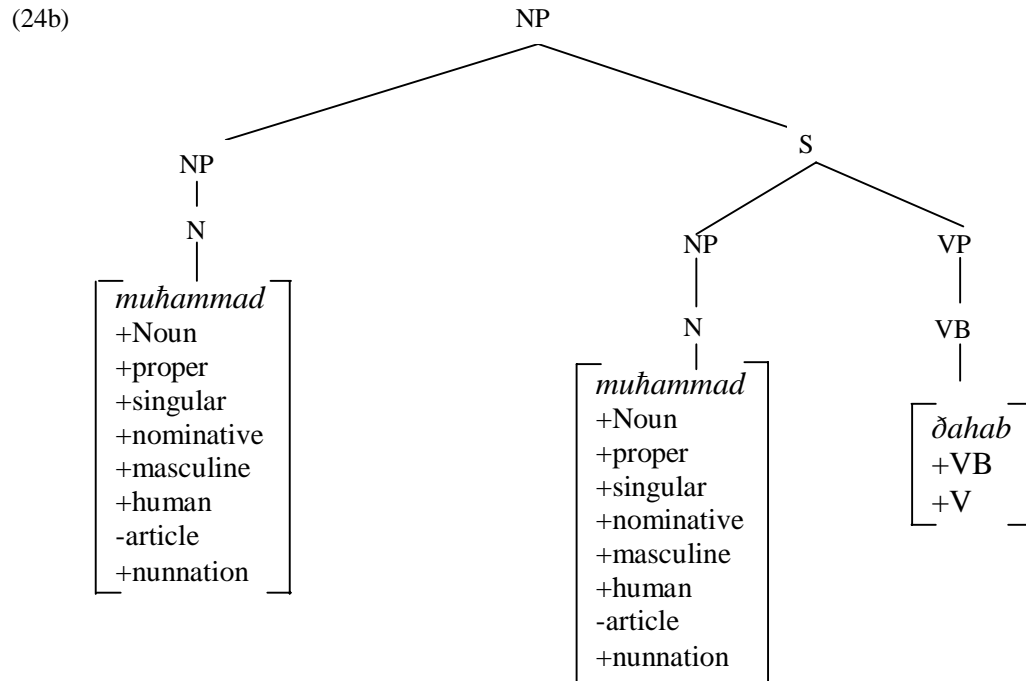 (24b)
NP
NP
S
N
NP
VP
N
VB
muħammad
+Noun
+proper
+singular
+nominative
+masculine
+human
-article
+nunnation
muħammad
+Noun
+proper
+singular
+nominative
+masculine
+human
-article
+nunnation
ðahab
+VB
+V